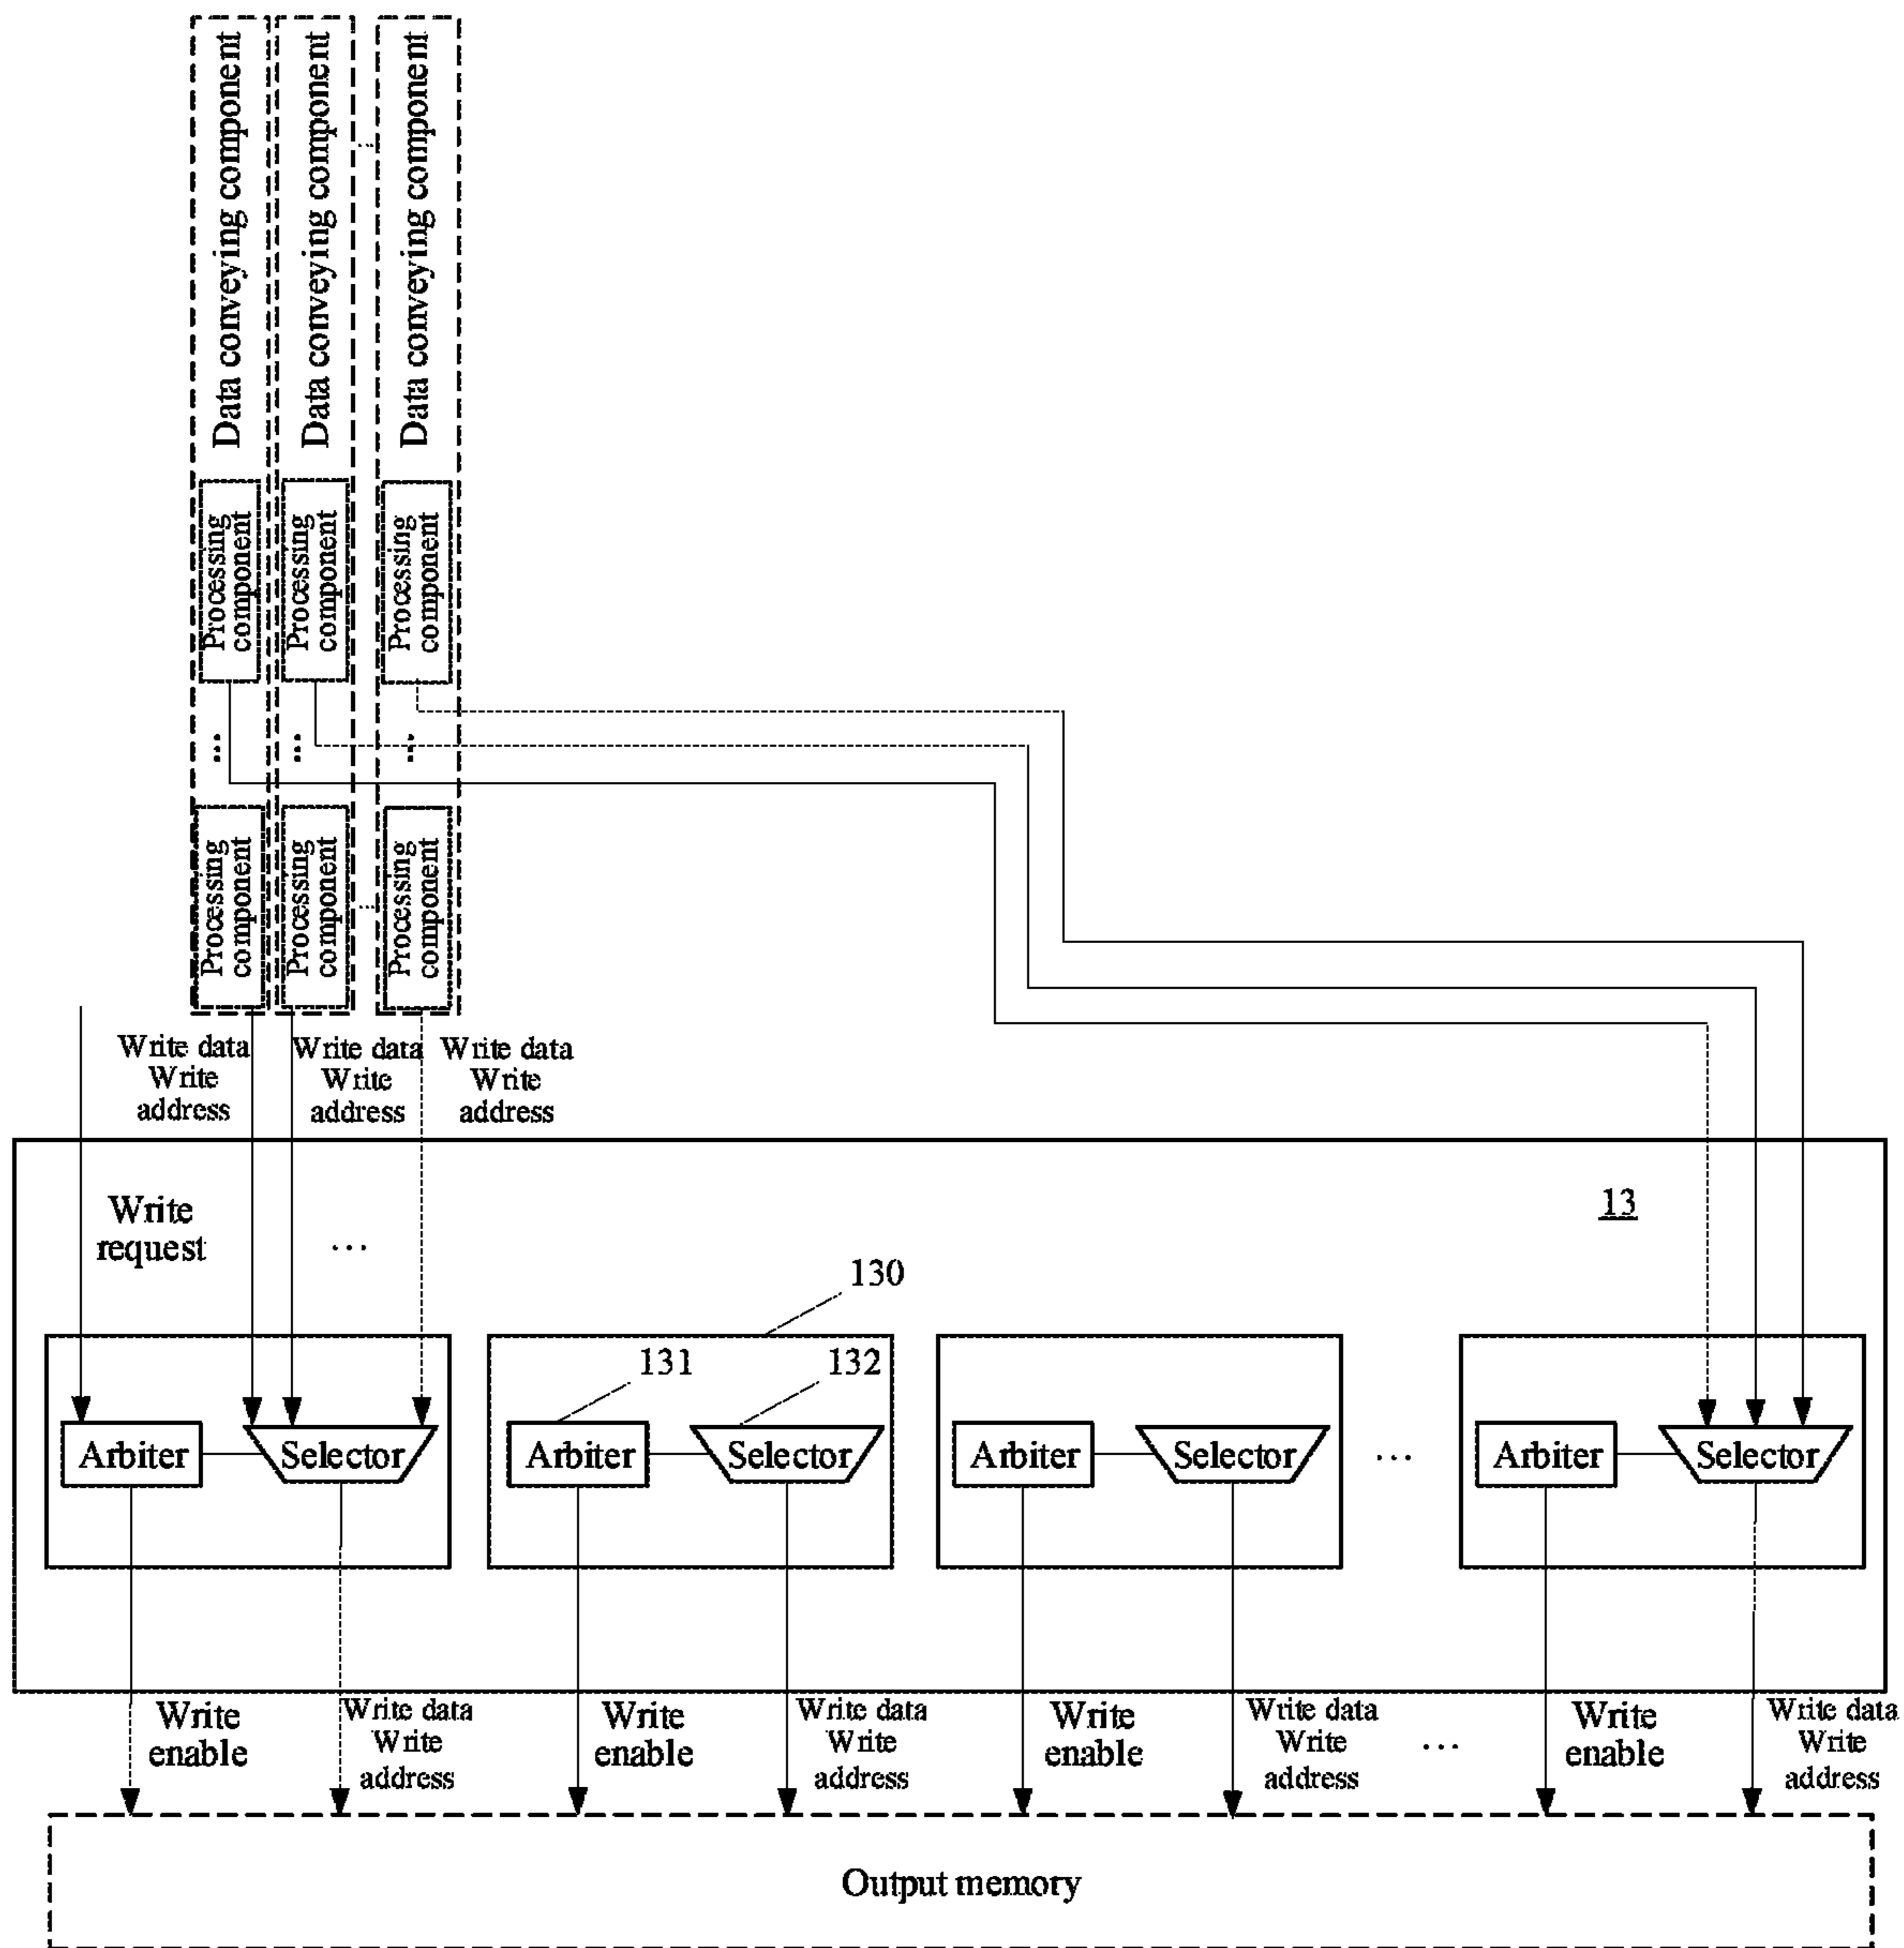 Data conveying component
Data conveying component
...
Data conveying component
Processing
component
Processing
component
Processing
component
...
...
...
Processing
component
Processing
component
...
Processing
component
Write data
Write
address
Write data
Write
address
Write data
Write
address
Write
request
...
13
130
131
132
Arbiter
Selector
Arbiter
Selector
Arbiter
Selector
...
Arbiter
Selector
Write
enable
Write data
Write
address
Write
enable
Write data
Write
address
Write
enable
Write data
Write
address
...
Write
enable
Write data
Write
address
Output memory